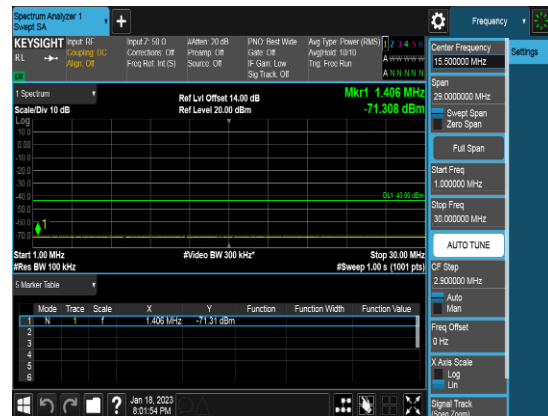 Spectrum Analyzer 1
Swept SA
+
Frequency
KEYSIGHT Input: RF Input Z: 50 Ω #Atten: 20 dB PNO: Best Wide Avg Type: Power (RMS) 1 2 3 4 5 6
RL Coupling: DC Corrections: Off Preamp: Off Gate: Off Avg|Hold: 10/10 A W W W W W
Align: Off Freq Ref: Int (S) Source: Off IF Gain: Low Trig: Free Run
Sig Track: Off A N N N N N
1 Spectrum
Ref Lvl Offset 14.00 dB Mkr1 1.406 MHz
Scale/Div 10 dB Ref Level 20.00 dBm -71.308 dBm
Log
10.0
0.00
-10.0
-20.0
-30.0
-40.0 DL1 -43.00 dBm
-50.0
-60.0 1
-70.0
Start 1.00 MHz #Video BW 300 kHz* Stop 30.00 MHz
#Res BW 100 kHz #Sweep 1.00 s (1001 pts)
5 Marker Table
Mode Trace Scale X Y Function Function Width Function Value
1 N 1 f 1.406 MHz -71.31 dBm
2
3
4
5
6
Center Frequency
15.500000 MHz
Settings
Span
29.0000000 MHz
Swept Span
Zero Span
Full Span
Start Freq
1.000000 MHz
Stop Freq
30.000000 MHz
AUTO TUNE
CF Step
2.900000 MHz
Auto
Man
Freq Offset
0 Hz
X Axis Scale
Log
Lin
Signal Track
(Span Zoom)
?
Jan 18, 2023
8:01:54 PM